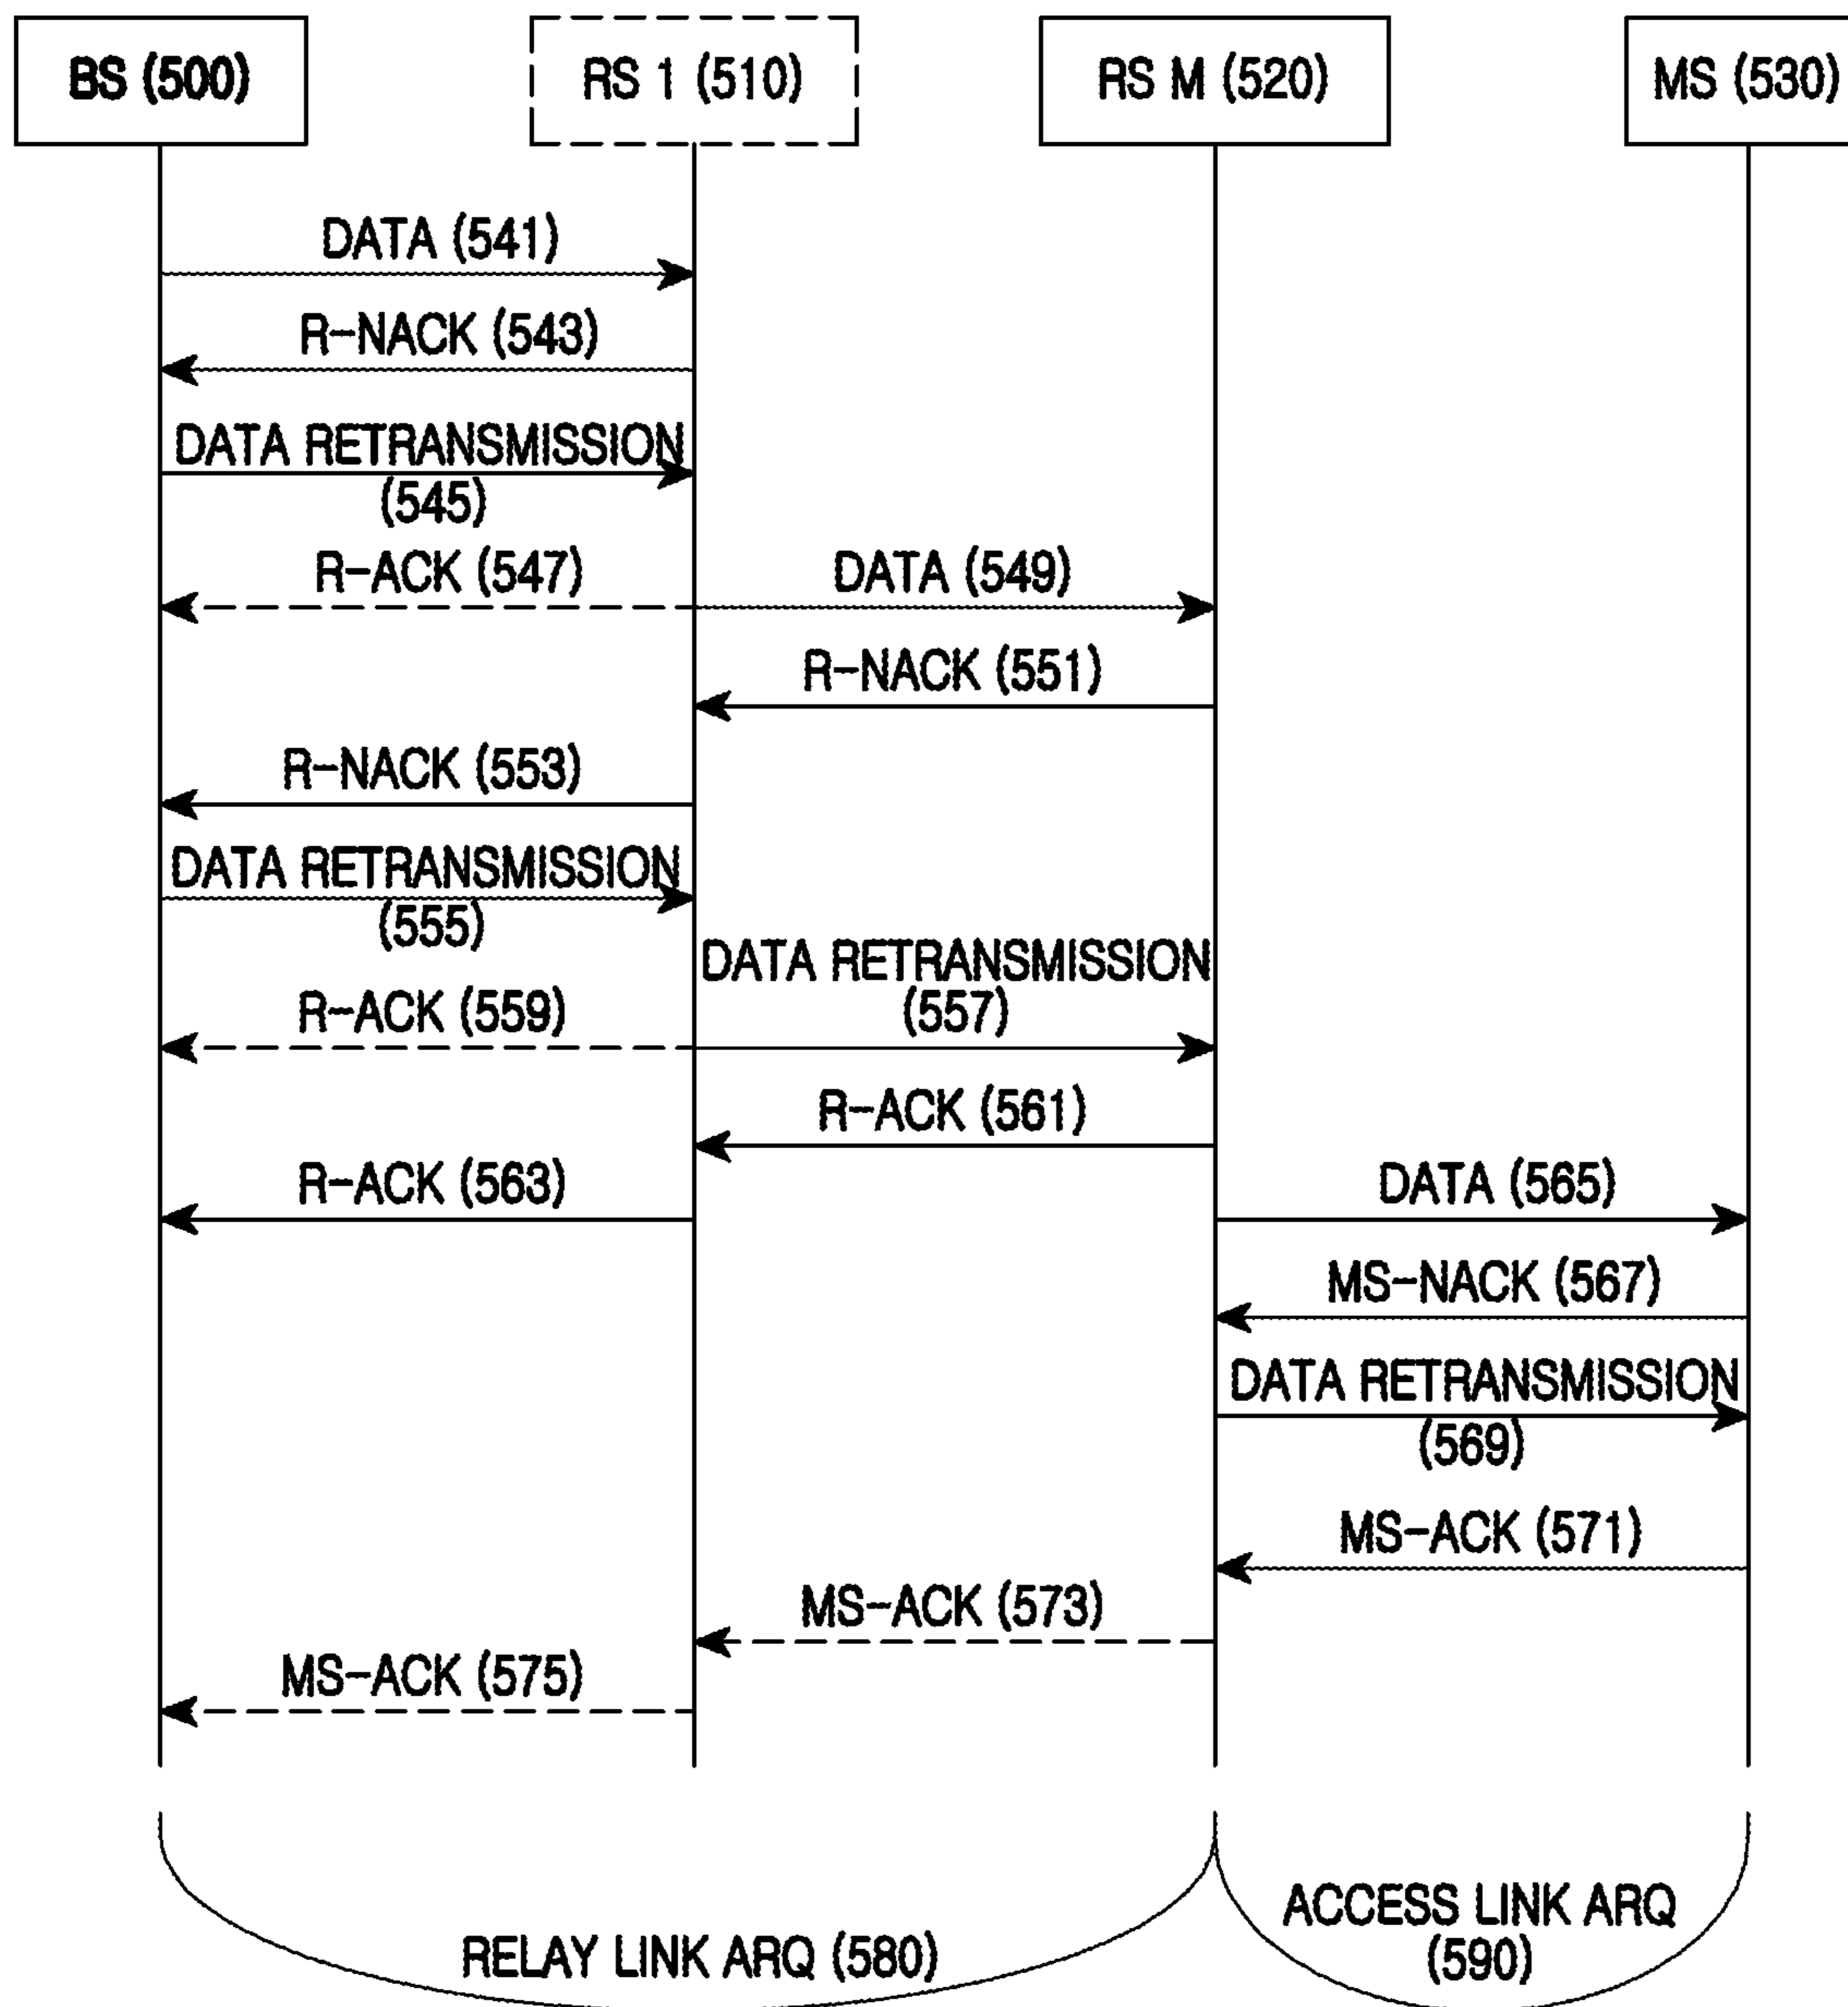 BS (500)
RS 1 (510)
RS M (520)
MS (530)
DATA (541)
R-NACK (543)
DATA RETRANSMISSION
(545)
R-ACK (547)
DATA (549)
R-NACK (551)
R-NACK (553)
DATA RETRANSMISSION
(555)
DATA RETRANSMISSION
(557)
R-ACK (559)
R-ACK (561)
R-ACK (563)
DATA (565)
MS-NACK (567)
DATA RETRANSMISSION
(569)
MS-ACK (571)
MS-ACK (573)
MS-ACK (575)
RELAY LINK ARQ (580)
ACCESS LINK ARQ
(590)